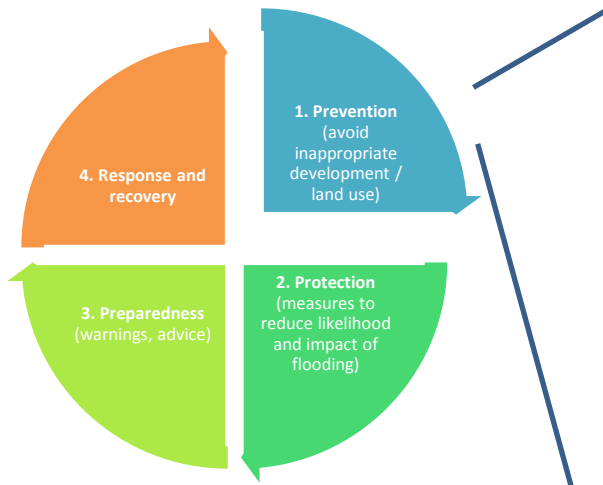 1. Prevention
(avoid
inappropriate
development /
land use)
2. Protection
(measures to
reduce likelihood
and impact of
flooding)
3. Preparedness
(warnings, advice)
4. Response and
recovery